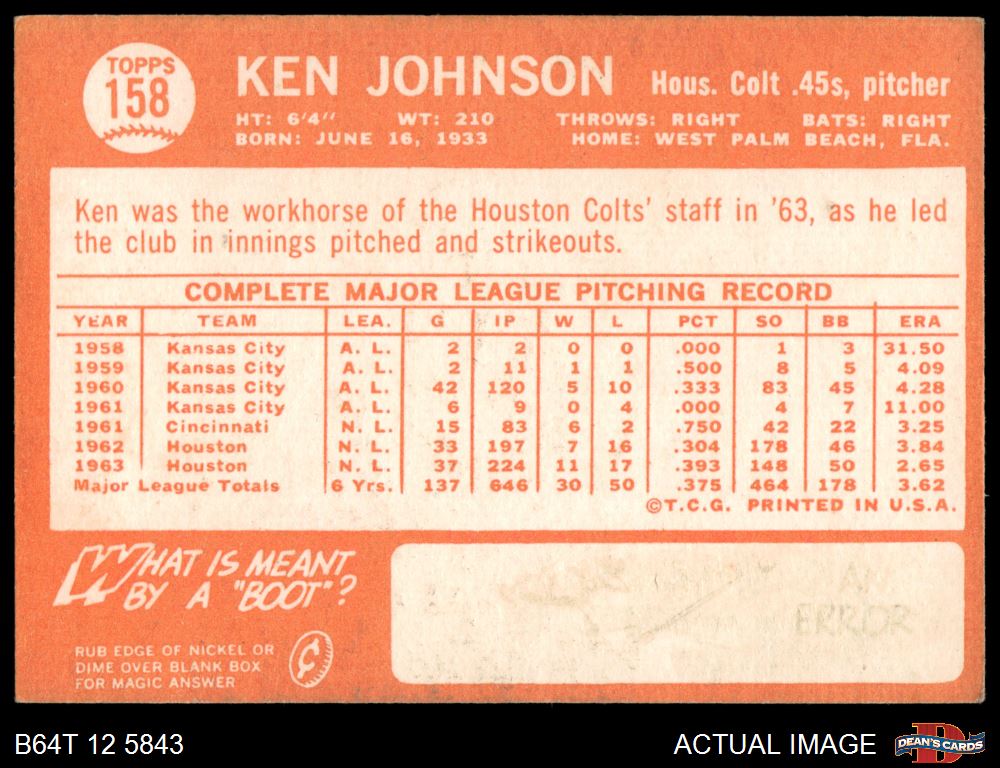 TOPPS
158
KEN JOHNSON Hous. Colt .45s, pitcher
HT: 6'4" WT: 210 THROWS: RIGHT BATS: RIGHT
BORN: JUNE 16, 1933 HOME: WEST PALM BEACH, FLA.
Ken was the workhorse of the Houston Colts' staff in '63, as he led
the club in innings pitched and strikeouts.
COMPLETE MAJOR LEAGUE PITCHING RECORD
YEAR TEAM LEA. G IP W L PCT SO BB ERA
1958 Kansas City A. L. 2 2 0 0 .000 1 3 31.50
1959 Kansas City A. L. 2 11 1 1 .500 8 5 4.09
1960 Kansas City A. L. 42 120 5 10 .333 83 45 4.28
1961 Kansas City A. L. 6 9 0 4 .000 4 7 11.00
1961 Cincinnati N. L. 15 83 6 2 .750 42 22 3.25
1962 Houston N. L. 33 197 7 16 .304 178 46 3.84
1963 Houston N. L. 37 224 11 17 .393 148 50 2.65
Major League Totals 6 Yrs. 137 646 30 50 .375 464 178 3.62
©T.C.G. PRINTED IN U.S.A.
WHAT IS MEANT
BY A "BOOT"?
RUB EDGE OF NICKEL OR
DIME OVER BLANK BOX
FOR MAGIC ANSWER
¢
AN
ERROR
B64T 12 5843
ACTUAL IMAGE
D
DEAN'S CARDS